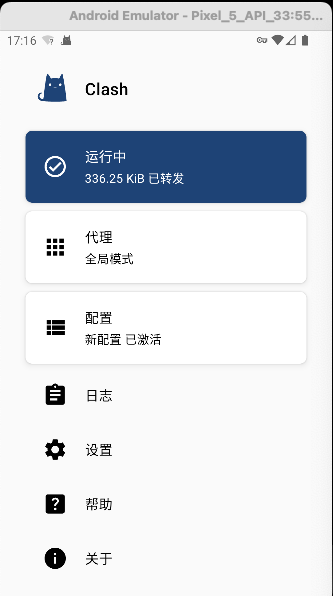 Android Emulator - Pixel_5_API_33:55...
17:16
Clash
运行中
336.25 KiB 已转发
代理
全局模式
配置
新配置 已激活
日志
设置
帮助
关于